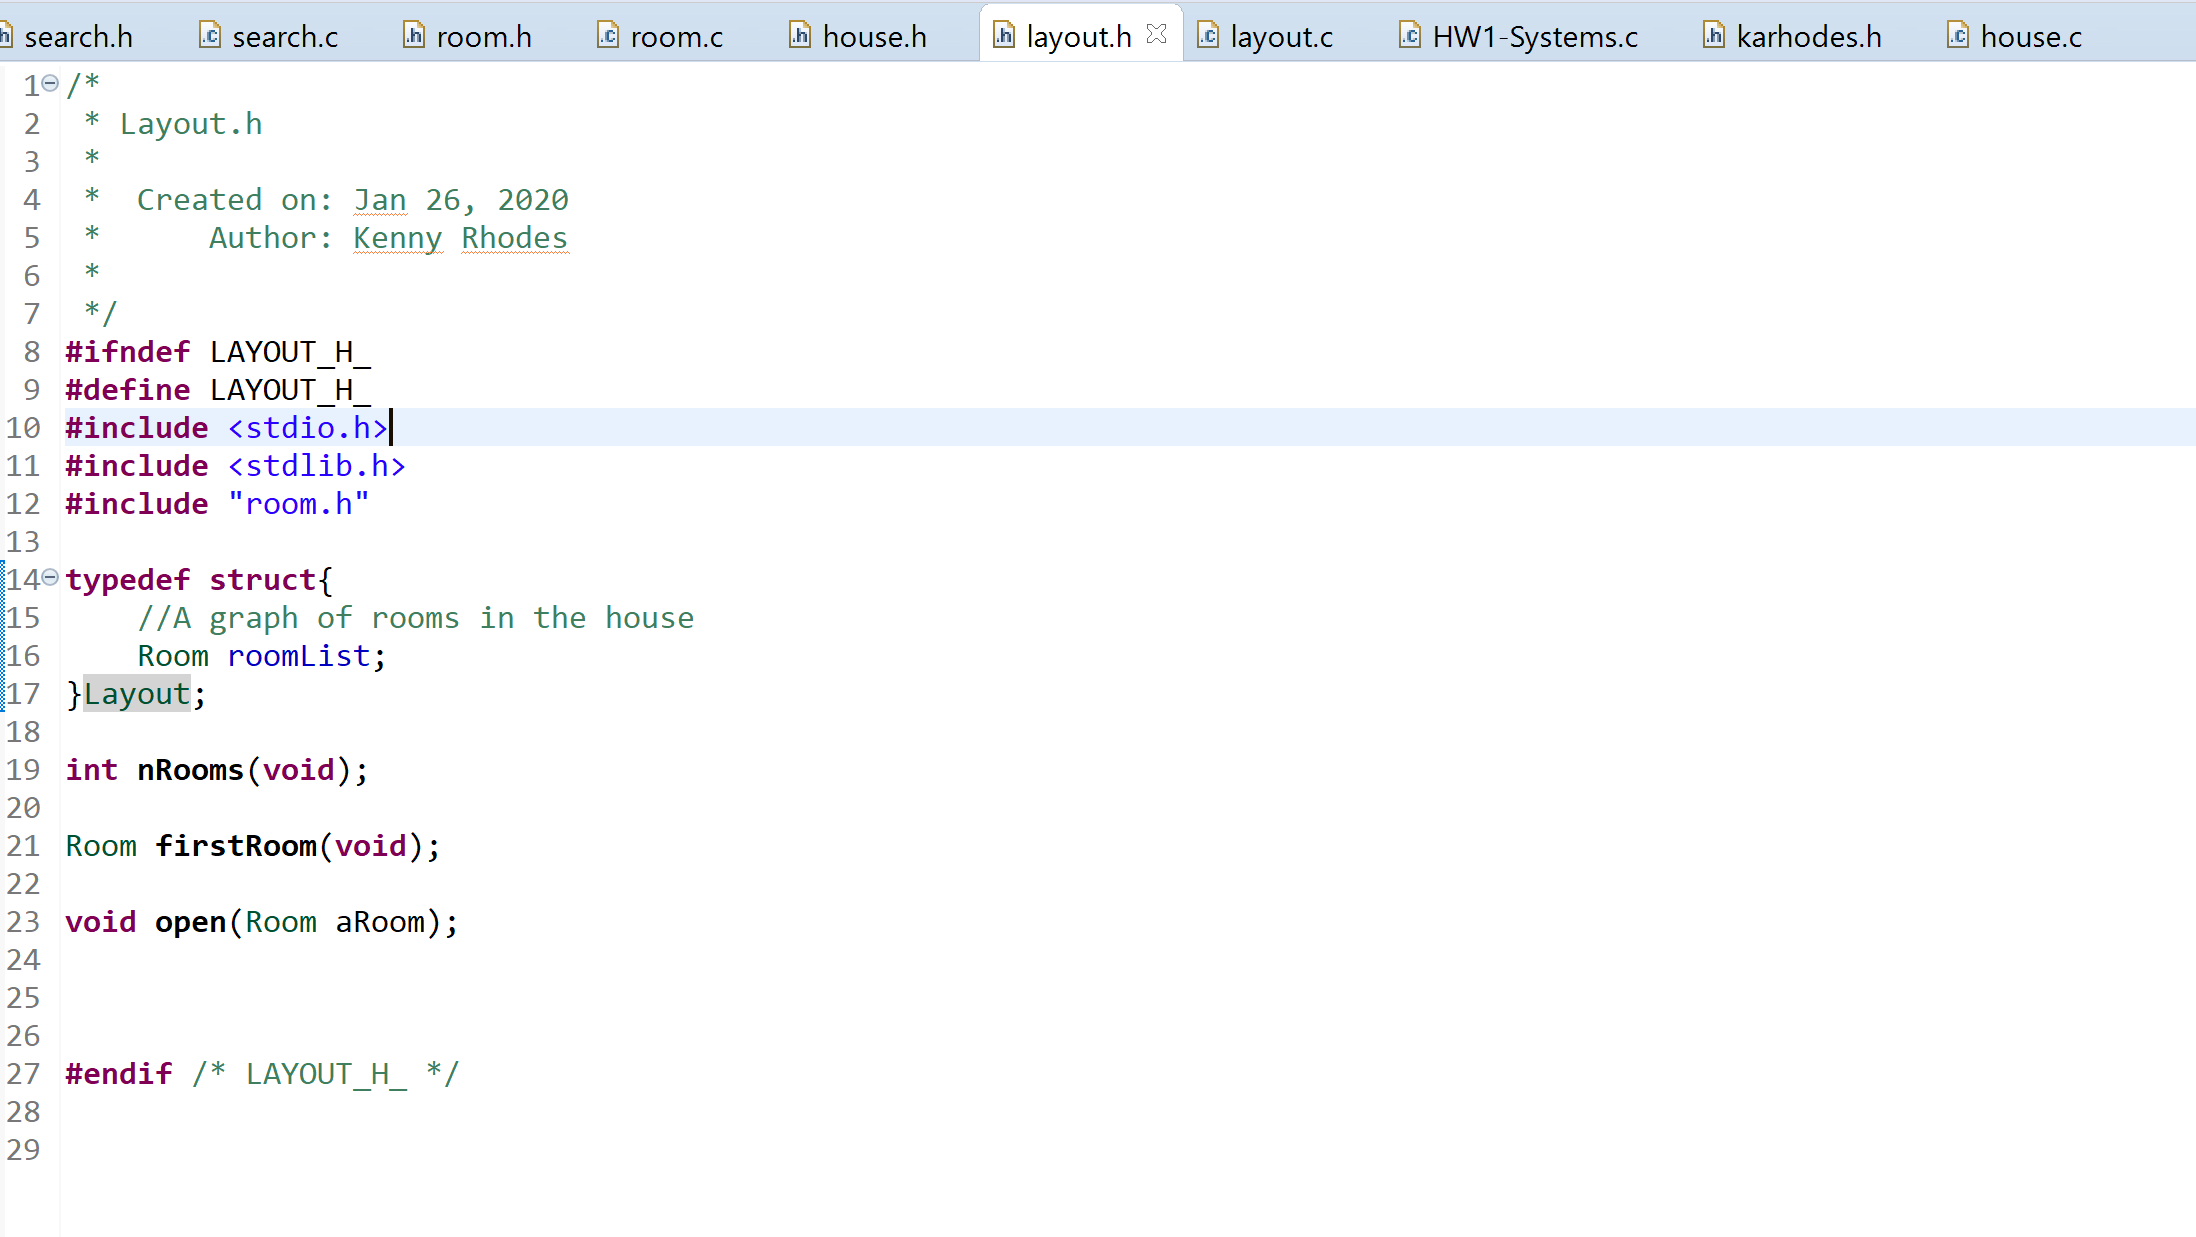 search.h search.c room.h room.c house.h layout.h layout.c HW1-Systems.c karhodes.h house.c
1 /*
2  * Layout.h
3  *
4  *  Created on: Jan 26, 2020
5  *      Author: Kenny Rhodes
6  *
7  */
8 #ifndef LAYOUT_H_
9 #define LAYOUT_H_
10 #include <stdio.h>
11 #include <stdlib.h>
12 #include "room.h"
13
14 typedef struct{
15     //A graph of rooms in the house
16     Room roomList;
17 }Layout;
18
19 int nRooms(void);
20
21 Room firstRoom(void);
22
23 void open(Room aRoom);
24
25
26
27 #endif /* LAYOUT_H_ */
28
29